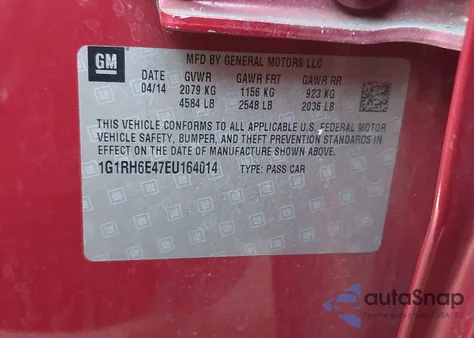 GM
MFD BY GENERAL MOTORS LLC
DATE GVWR GAWR FRT GAWR RR
04/14 2079 KG 1156 KG 923 KG
4584 LB 2548 LB 2036 LB
THIS VEHICLE CONFORMS TO ALL APPLICABLE U.S. FEDERAL MOTOR
VEHICLE SAFETY, BUMPER, AND THEFT PREVENTION STANDARDS IN
EFFECT ON THE DATE OF MANUFACTURE SHOWN ABOVE.
1G1RH6E47EU164014 TYPE: PASS CAR
autoSnap